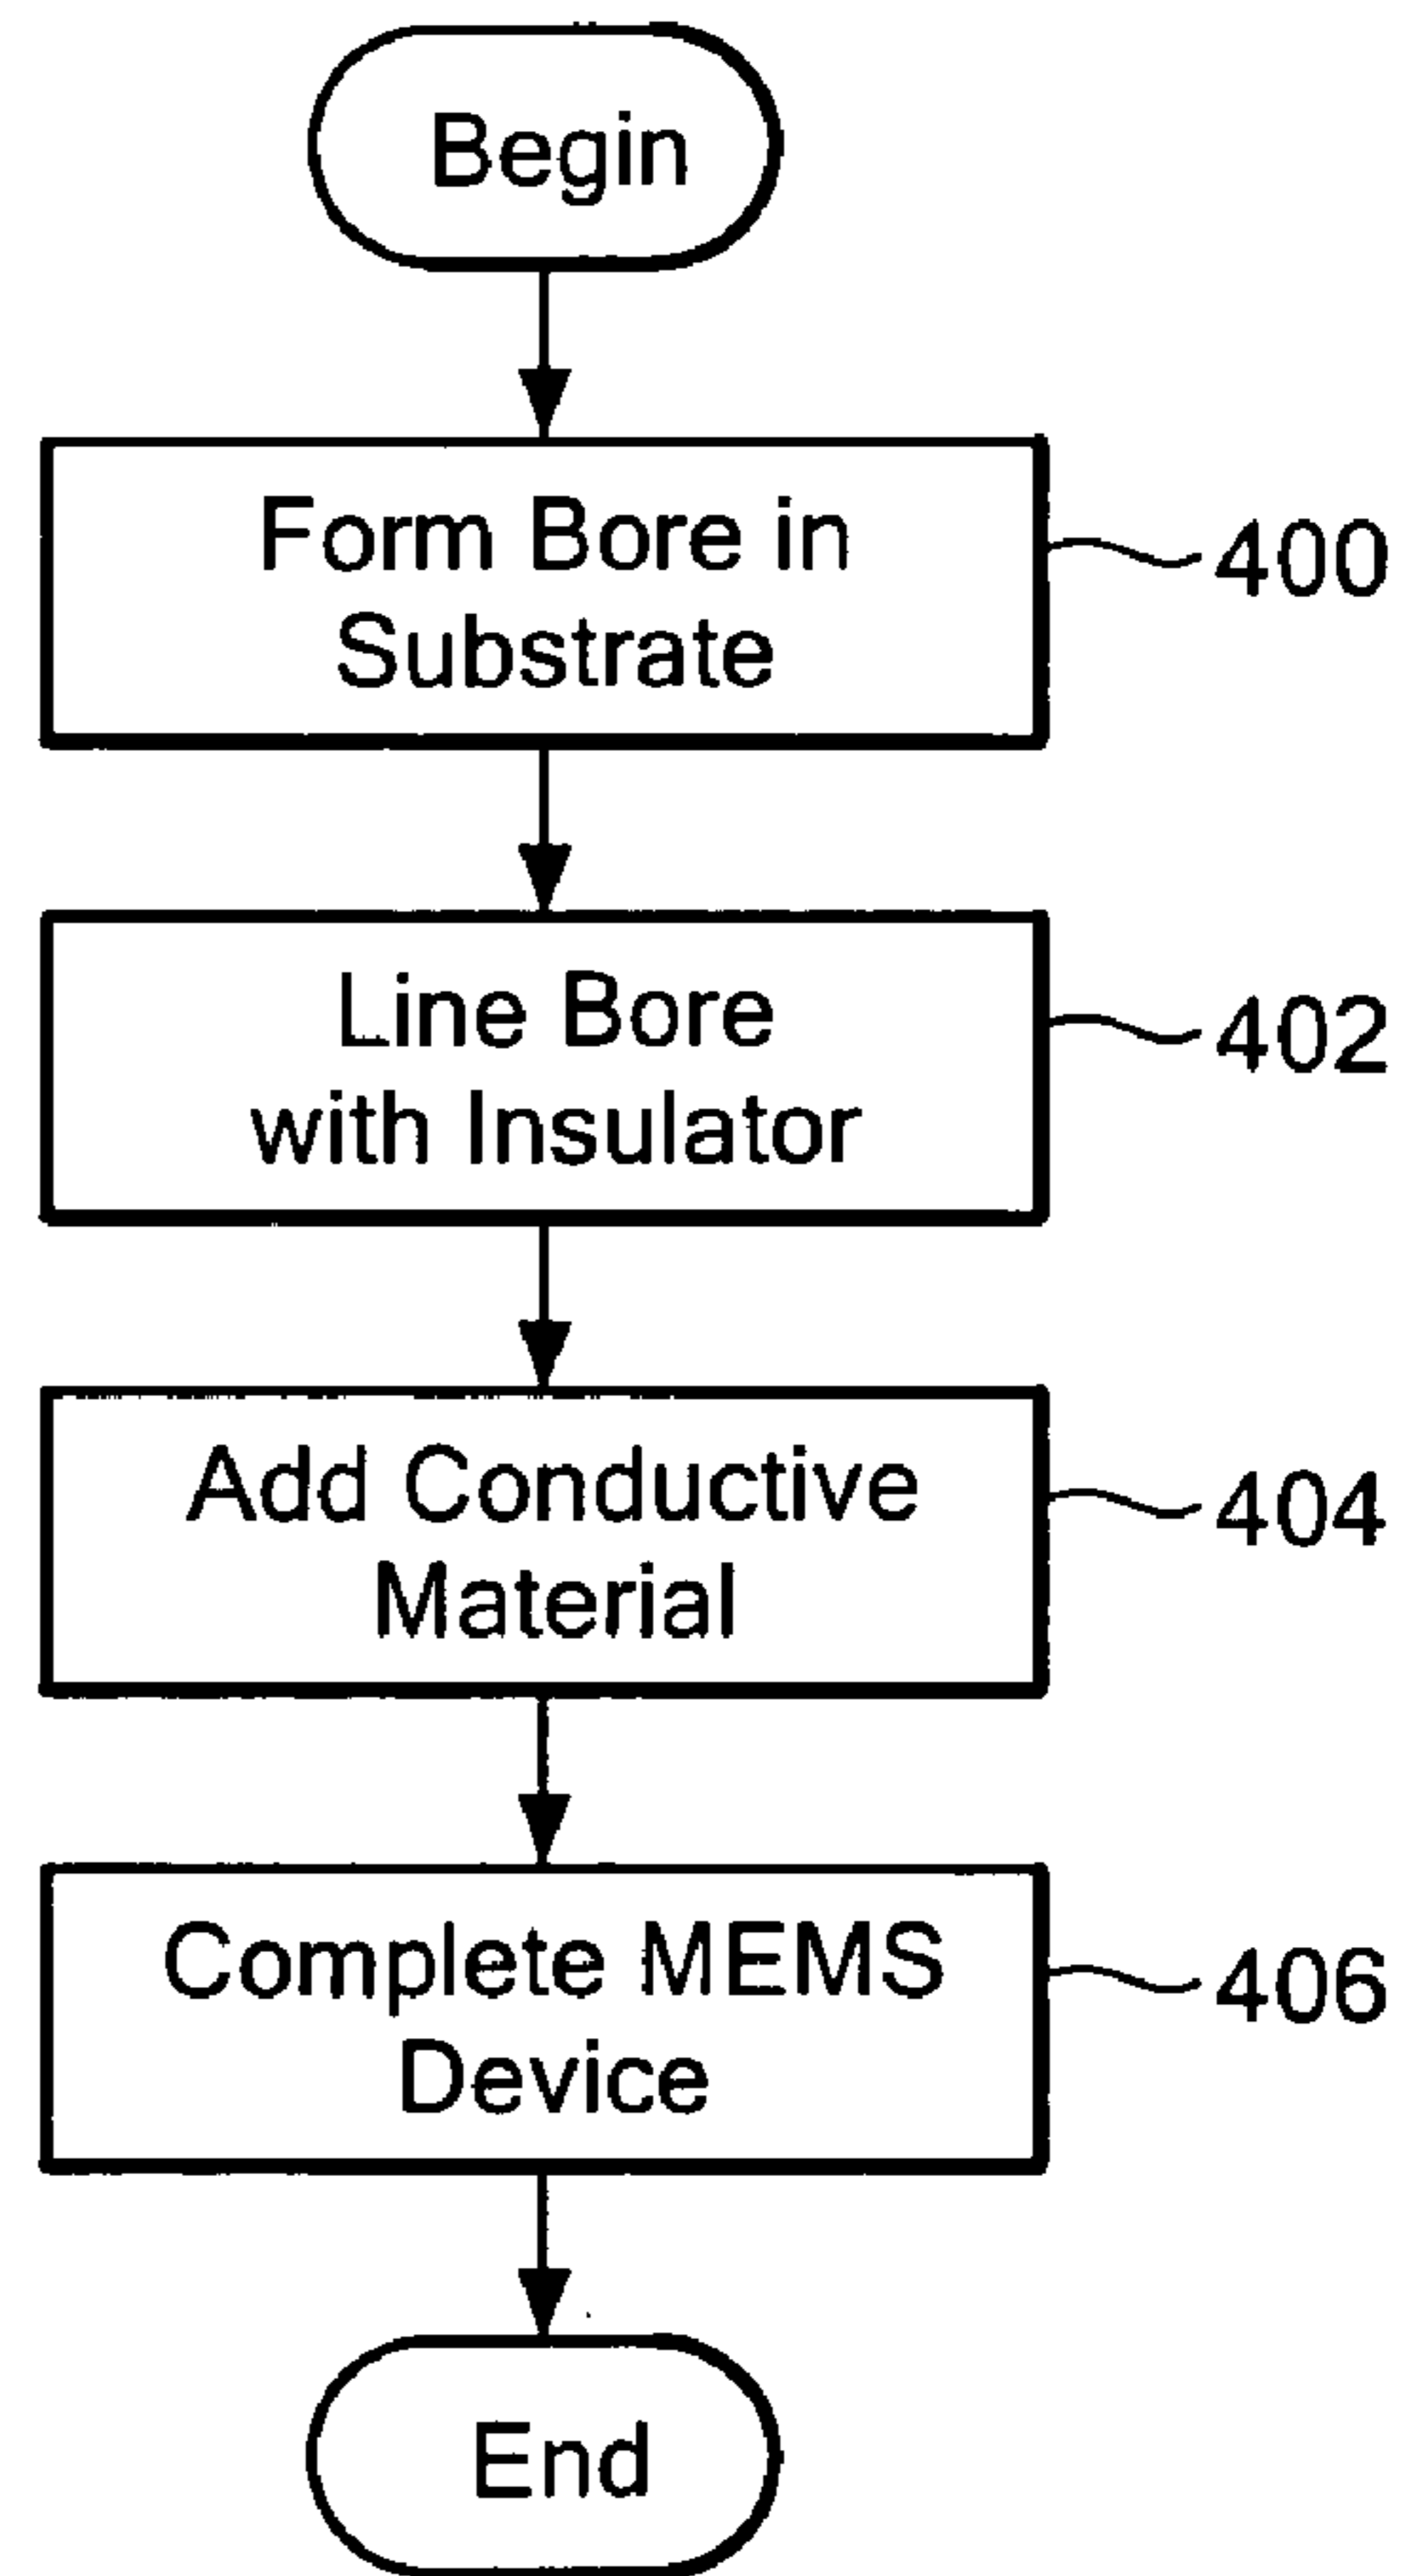 Begin
Form Bore in
Substrate
400
Line Bore
with Insulator
402
Add Conductive
Material
404
Complete MEMS
Device
406
End